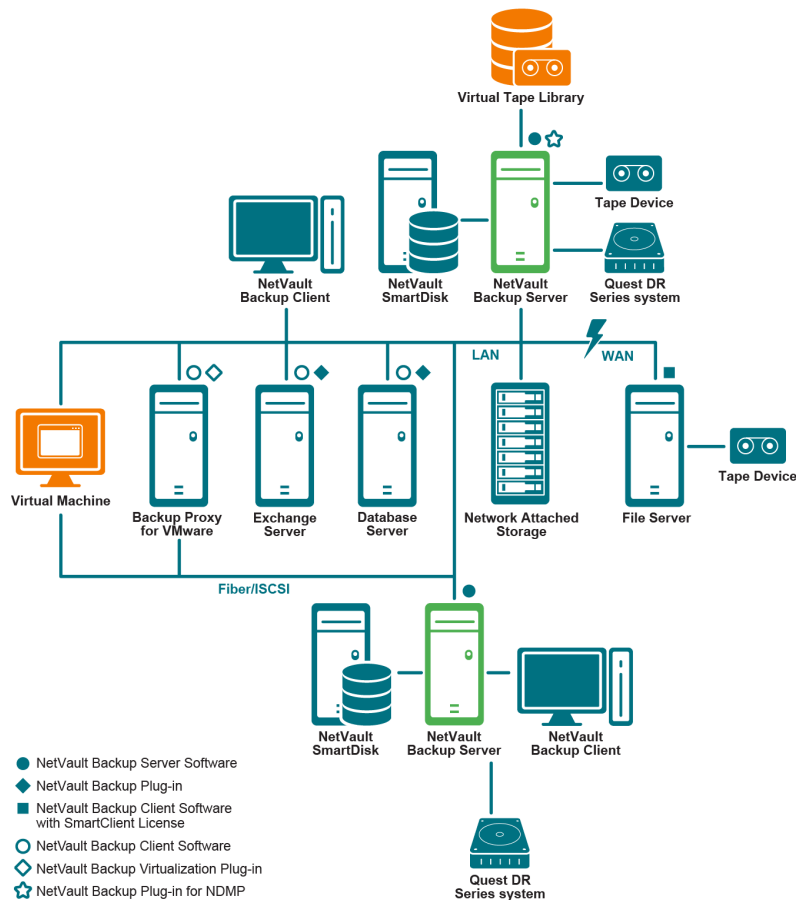 Virtual Tape Library
Tape Device
NetVault
Backup Client
NetVault
SmartDisk
NetVault
Backup Server
Quest DR
Series system
LAN
WAN
Virtual Machine
Backup Proxy
for VMware
Exchange
Server
Database
Server
Network Attached
Storage
File Server
Tape Device
Fiber/ISCSI
NetVault
SmartDisk
NetVault
Backup Server
NetVault
Backup Client
NetVault Backup Server Software
NetVault Backup Plug-in
NetVault Backup Client Software
with SmartClient License
NetVault Backup Client Software
NetVault Backup Virtualization Plug-in
NetVault Backup Plug-in for NDMP
Quest DR
Series system